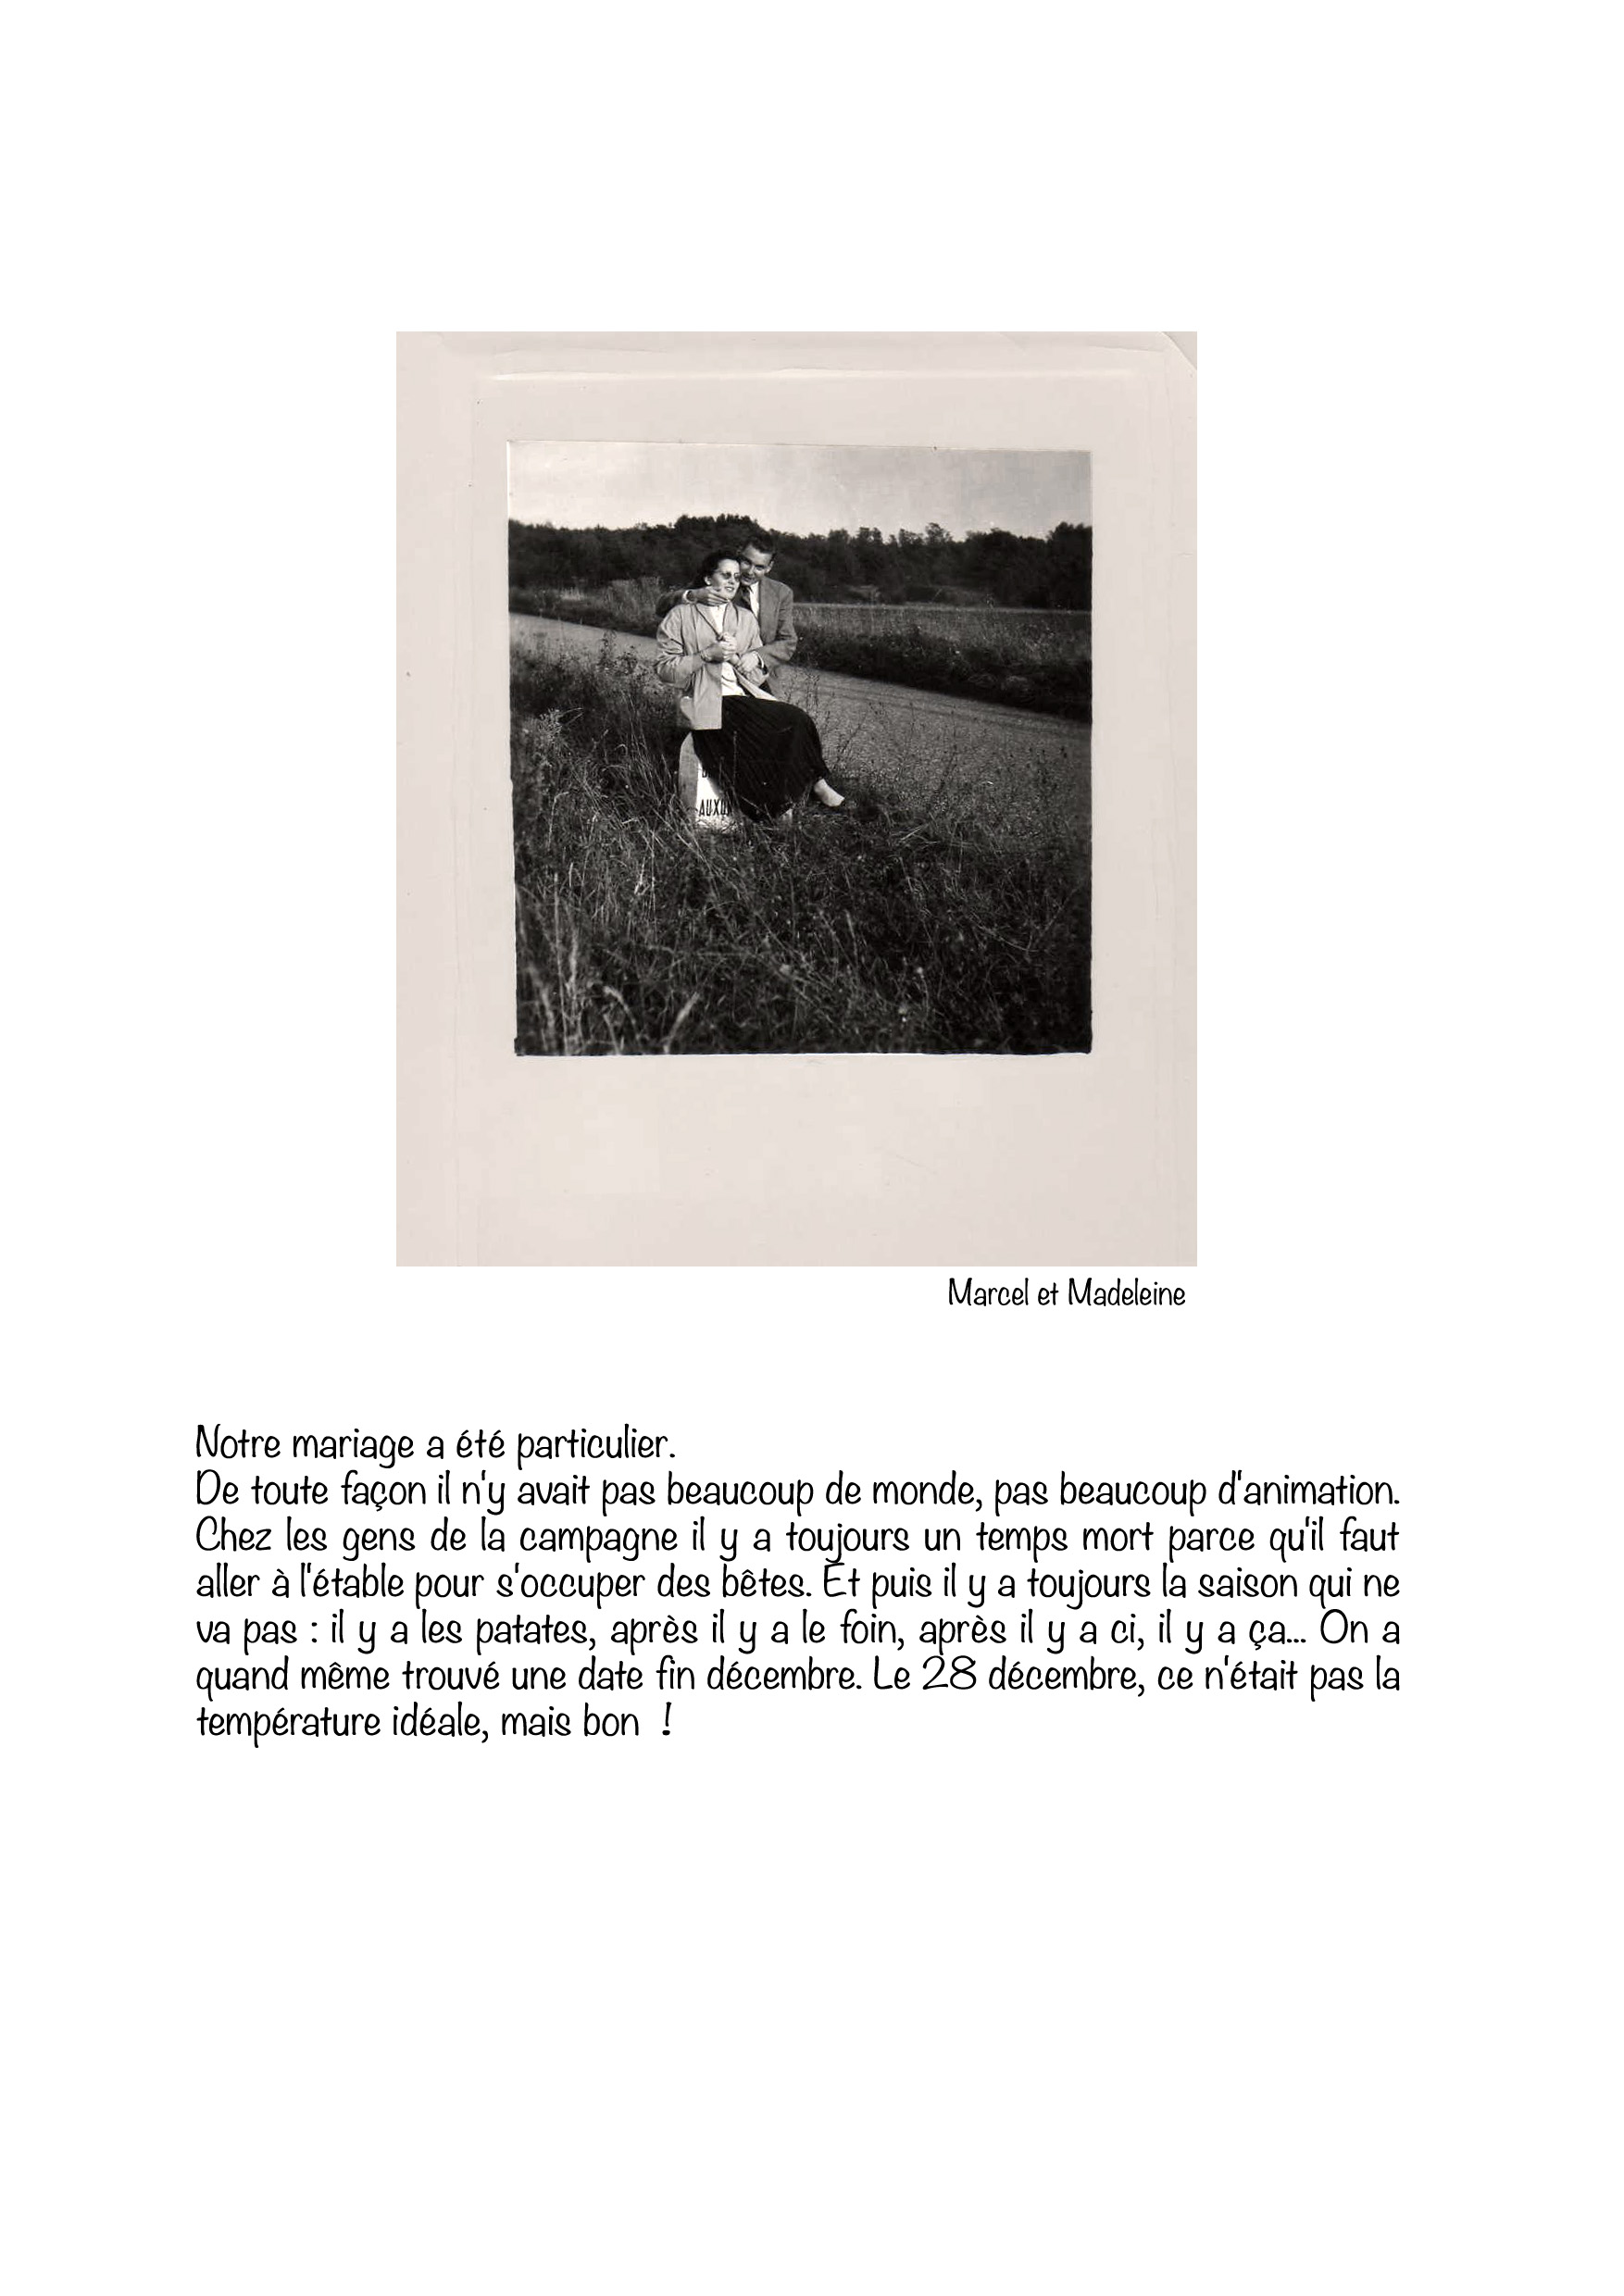 AUXO
Marcel et Madeleine
Notre mariage a été particulier.
De toute façon il n'y avait pas beaucoup de monde, pas beaucoup d'animation.
Chez les gens de la campagne il y a toujours un temps mort parce qu'il faut
aller à l'étable pour s'occuper des bêtes. Et puis il y a toujours la saison qui ne
va pas : il y a les patates, après il y a le foin, après il y a ci, il y a ça... On a
quand même trouvé une date fin décembre. Le 28 décembre, ce n'était pas la
température idéale, mais bon  !